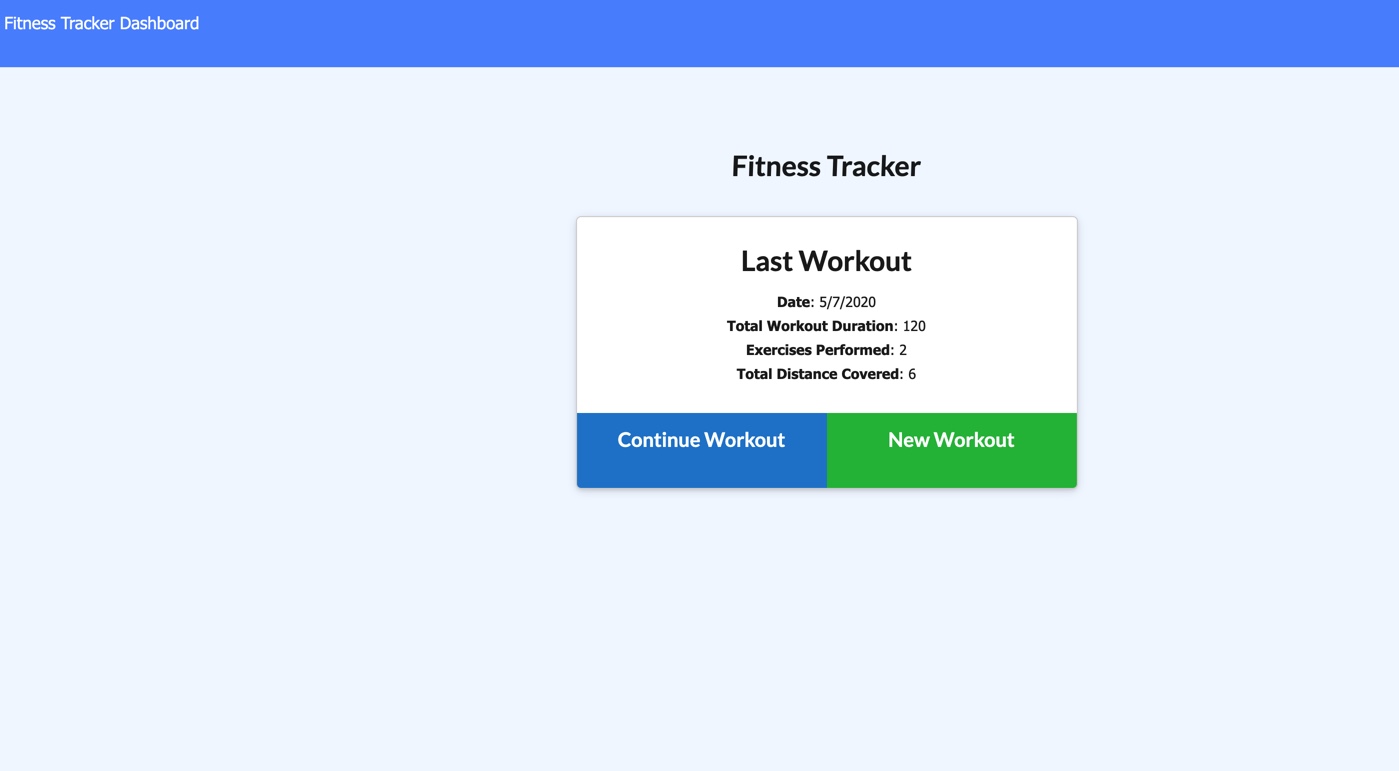 Fitness Tracker Dashboard
Fitness Tracker
Last Workout
Date: 5/7/2020
Total Workout Duration: 120
Exercises Performed: 2
Total Distance Covered: 6
Continue Workout New Workout